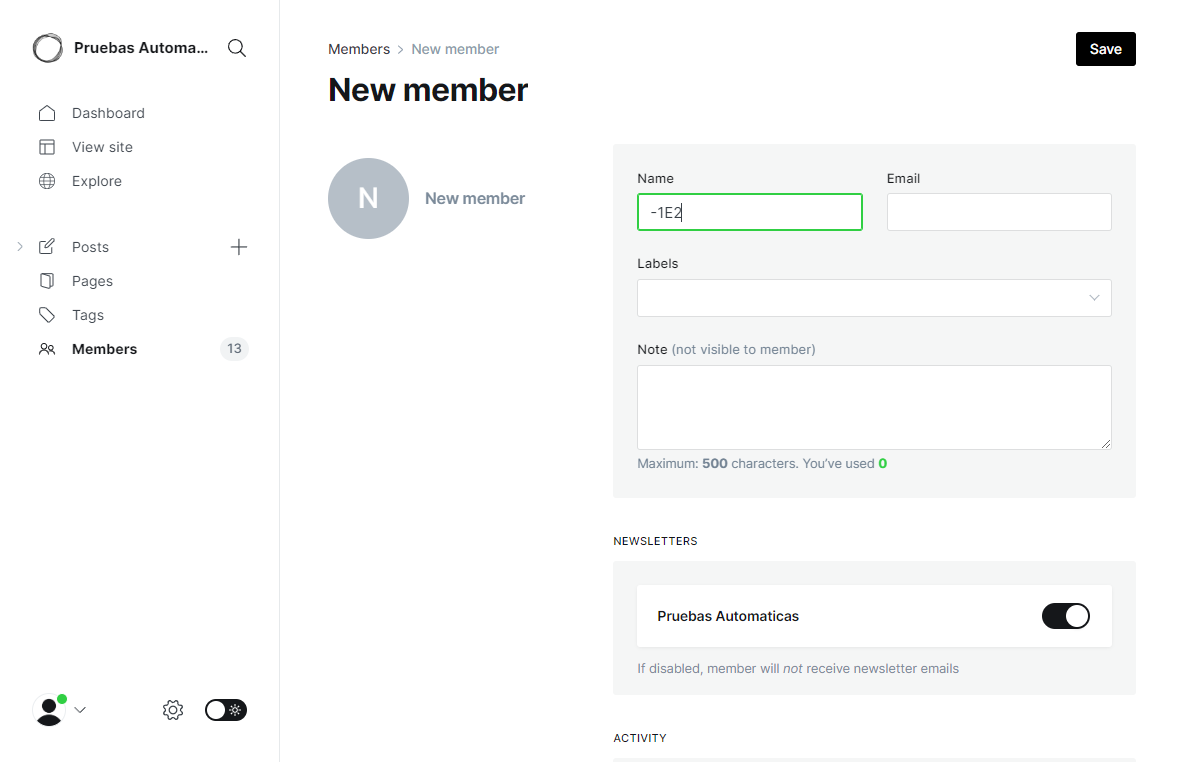 Pruebas Automa...
Dashboard
View site
Explore
Posts
Pages
Tags
Members 13
Members > New member
Save
New member
N New member
Name Email
-1E2
Labels
Note (not visible to member)
Maximum: 500 characters. You’ve used 0
NEWSLETTERS
Pruebas Automaticas
If disabled, member will not receive newsletter emails
ACTIVITY